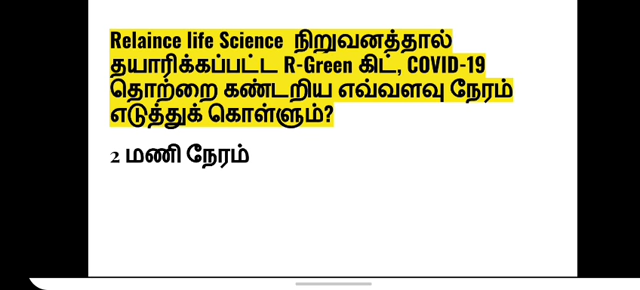 Relaince life Science நிறுவனத்தால்
தயாரிக்கப்பட்ட R-Green கிட், COVID-19
தொற்றை கண்டறிய எவ்வளவு நேரம்
எடுத்துக் கொள்ளும்?
2 மணி நேரம்